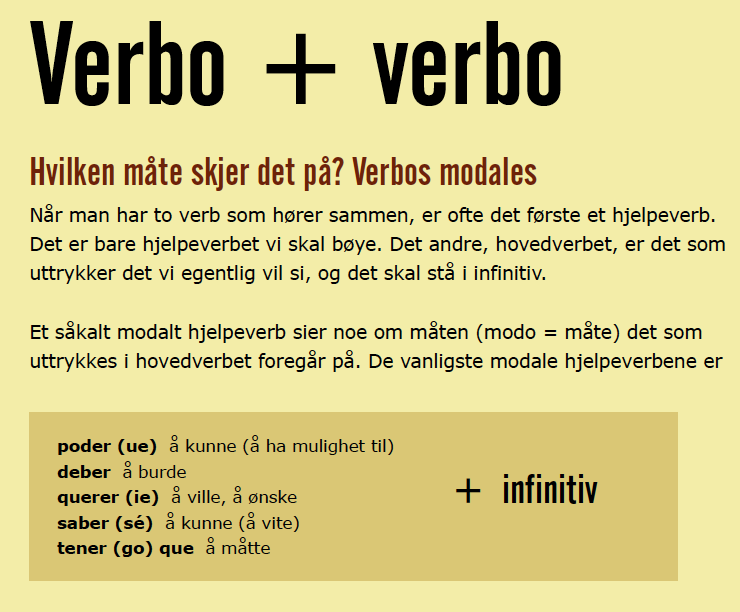 Verbo + verbo
Hvilken måte skjer det på? Verbos modales
Når man har to verb som hører sammen, er ofte det første et hjelpeverb.
Det er bare hjelpeverbet vi skal bøye. Det andre, hovedverbet, er det som
uttrykker det vi egentlig vil si, og det skal stå i infinitiv.
Et såkalt modalt hjelpeverb sier noe om måten (modo = måte) det som
uttrykkes i hovedverbet foregår på. De vanligste modale hjelpeverbene er
poder (ue) å kunne (å ha mulighet til)
deber å burde
querer (ie) å ville, å ønske
saber (sé) å kunne (å vite)
tener (go) que å måtte
+ infinitiv